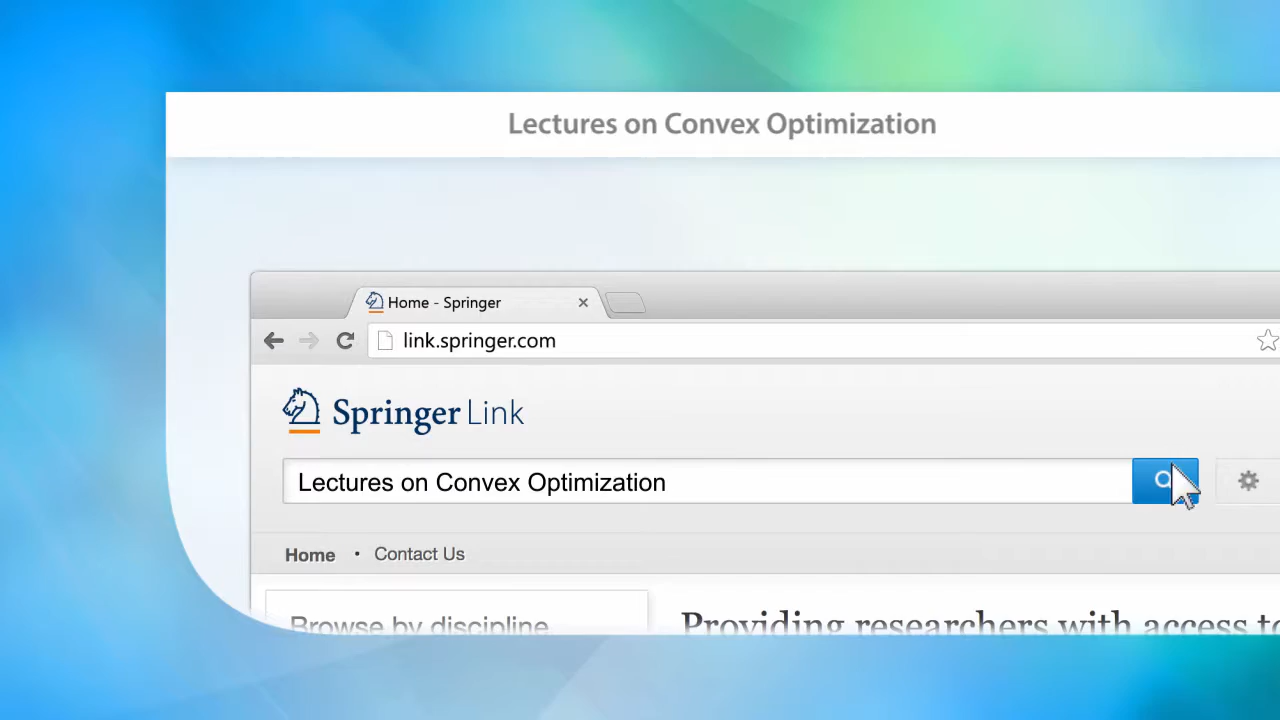 Lectures on Convex Optimization
Home - Springer
link.springer.com
Springer Link
Lectures on Convex Optimization
Home • Contact Us
Browse by discipline
Providing researchers with access to